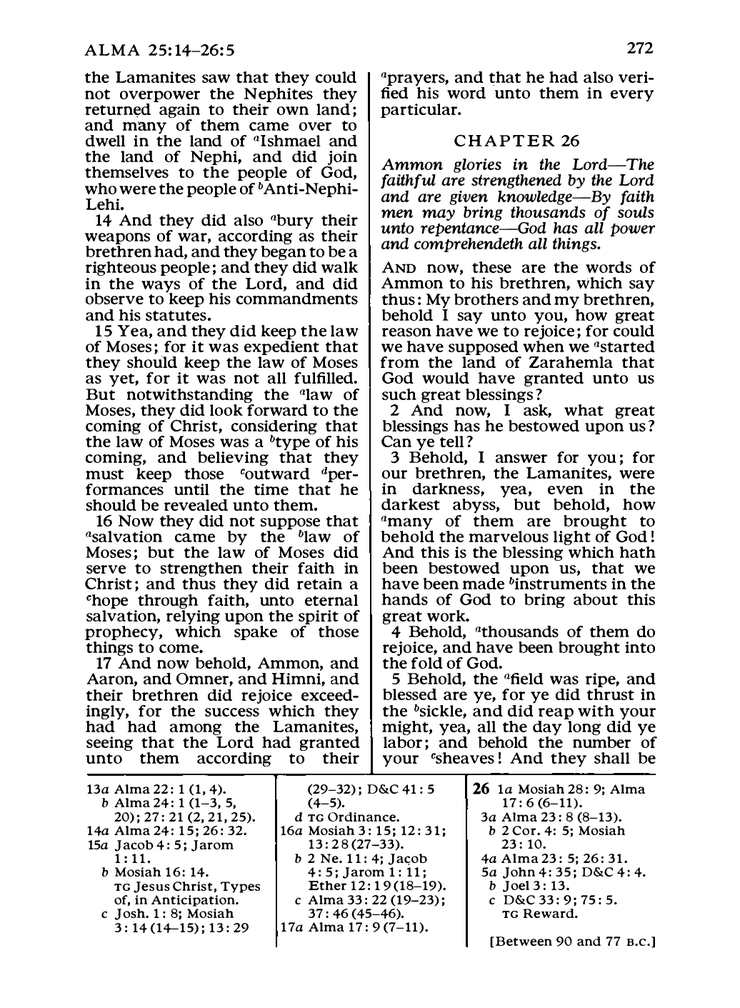 ALMA 25:14–26:5
272
the Lamanites saw that they could
not overpower the Nephites they
returned again to their own land;
and many of them came over to
dwell in the land of aIshmael and
the land of Nephi, and did join
themselves to the people of God,
who were the people of bAnti-Nephi-
Lehi.
14 And they did also abury their
weapons of war, according as their
brethren had, and they began to be a
righteous people; and they did walk
in the ways of the Lord, and did
observe to keep his commandments
and his statutes.
15 Yea, and they did keep the law
of Moses; for it was expedient that
they should keep the law of Moses
as yet, for it was not all fulfilled.
But notwithstanding the alaw of
Moses, they did look forward to the
coming of Christ, considering that
the law of Moses was a btype of his
coming, and believing that they
must keep those coutward dper-
formances until the time that he
should be revealed unto them.
16 Now they did not suppose that
asalvation came by the blaw of
Moses; but the law of Moses did
serve to strengthen their faith in
Christ; and thus they did retain a
chope through faith, unto eternal
salvation, relying upon the spirit of
prophecy, which spake of those
things to come.
17 And now behold, Ammon, and
Aaron, and Omner, and Himni, and
their brethren did rejoice exceed-
ingly, for the success which they
had had among the Lamanites,
seeing that the Lord had granted
unto them according to their
aprayers, and that he had also veri-
fied his word unto them in every
particular.
CHAPTER 26
Ammon glories in the Lord—The
faithful are strengthened by the Lord
and are given knowledge—By faith
men may bring thousands of souls
unto repentance—God has all power
and comprehendeth all things.
AND now, these are the words of
Ammon to his brethren, which say
thus: My brothers and my brethren,
behold I say unto you, how great
reason have we to rejoice; for could
we have supposed when we astarted
from the land of Zarahemla that
God would have granted unto us
such great blessings?
2 And now, I ask, what great
blessings has he bestowed upon us?
Can ye tell?
3 Behold, I answer for you; for
our brethren, the Lamanites, were
in darkness, yea, even in the
darkest abyss, but behold, how
amany of them are brought to
behold the marvelous light of God!
And this is the blessing which hath
been bestowed upon us, that we
have been made binstruments in the
hands of God to bring about this
great work.
4 Behold, athousands of them do
rejoice, and have been brought into
the fold of God.
5 Behold, the afield was ripe, and
blessed are ye, for ye did thrust in
the bsickle, and did reap with your
might, yea, all the day long did ye
labor; and behold the number of
your csheaves! And they shall be
13a Alma 22: 1 (1, 4).
b Alma 24: 1 (1–3, 5,
20); 27: 21 (2, 21, 25).
14a Alma 24: 15; 26: 32.
15a Jacob 4: 5; Jarom
1: 11.
b Mosiah 16: 14.
TG Jesus Christ, Types
of, in Anticipation.
c Josh. 1: 8; Mosiah
3: 14 (14–15); 13: 29
(29–32); D&C 41: 5
(4–5).
d TG Ordinance.
16a Mosiah 3: 15; 12: 31;
13: 28 (27–33).
b 2 Ne. 11: 4; Jacob
4: 5; Jarom 1: 11;
Ether 12: 19 (18–19).
c Alma 33: 22 (19–23);
37: 46 (45–46).
17a Alma 17: 9 (7–11).
26 1a Mosiah 28: 9; Alma
17: 6 (6–11).
3a Alma 23: 8 (8–13).
b 2 Cor. 4: 5; Mosiah
23: 10.
4a Alma 23: 5; 26: 31.
5a John 4: 35; D&C 4: 4.
b Joel 3: 13.
c D&C 33: 9; 75: 5.
TG Reward.
[Between 90 and 77 B.C.]